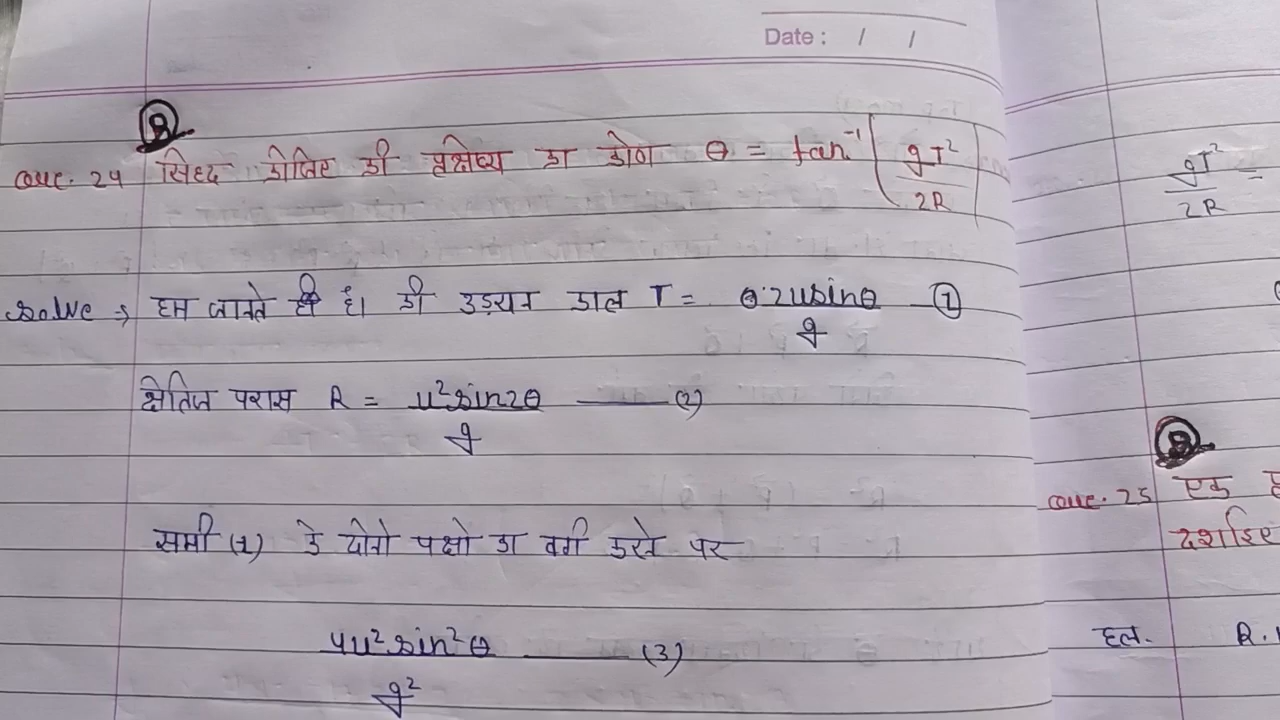 Date : / /
Que. 24 सिध्द कीजिए की प्रक्षेप्य का कोण θ = tan⁻¹ ( gT² / 2R )
Solve → हम जानते ही है। की उड्यन काल T = 2usinθ / g ①
क्षैतिज परास R = u²sin2θ / g (2)
समी (1) के दोनो पक्षो का वर्ग करने पर
4u²sin²θ / g² (3)
gT² / 2R =
Que. 25 एक
दर्शाइए
हल. R.